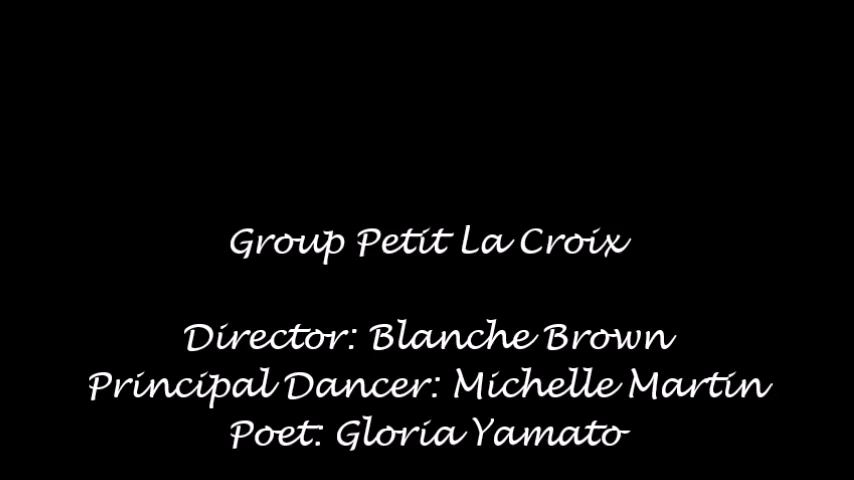 Group Petit La Croix
Director: Blanche Brown
Principal Dancer: Michelle Martin
Poet: Gloria Yamato